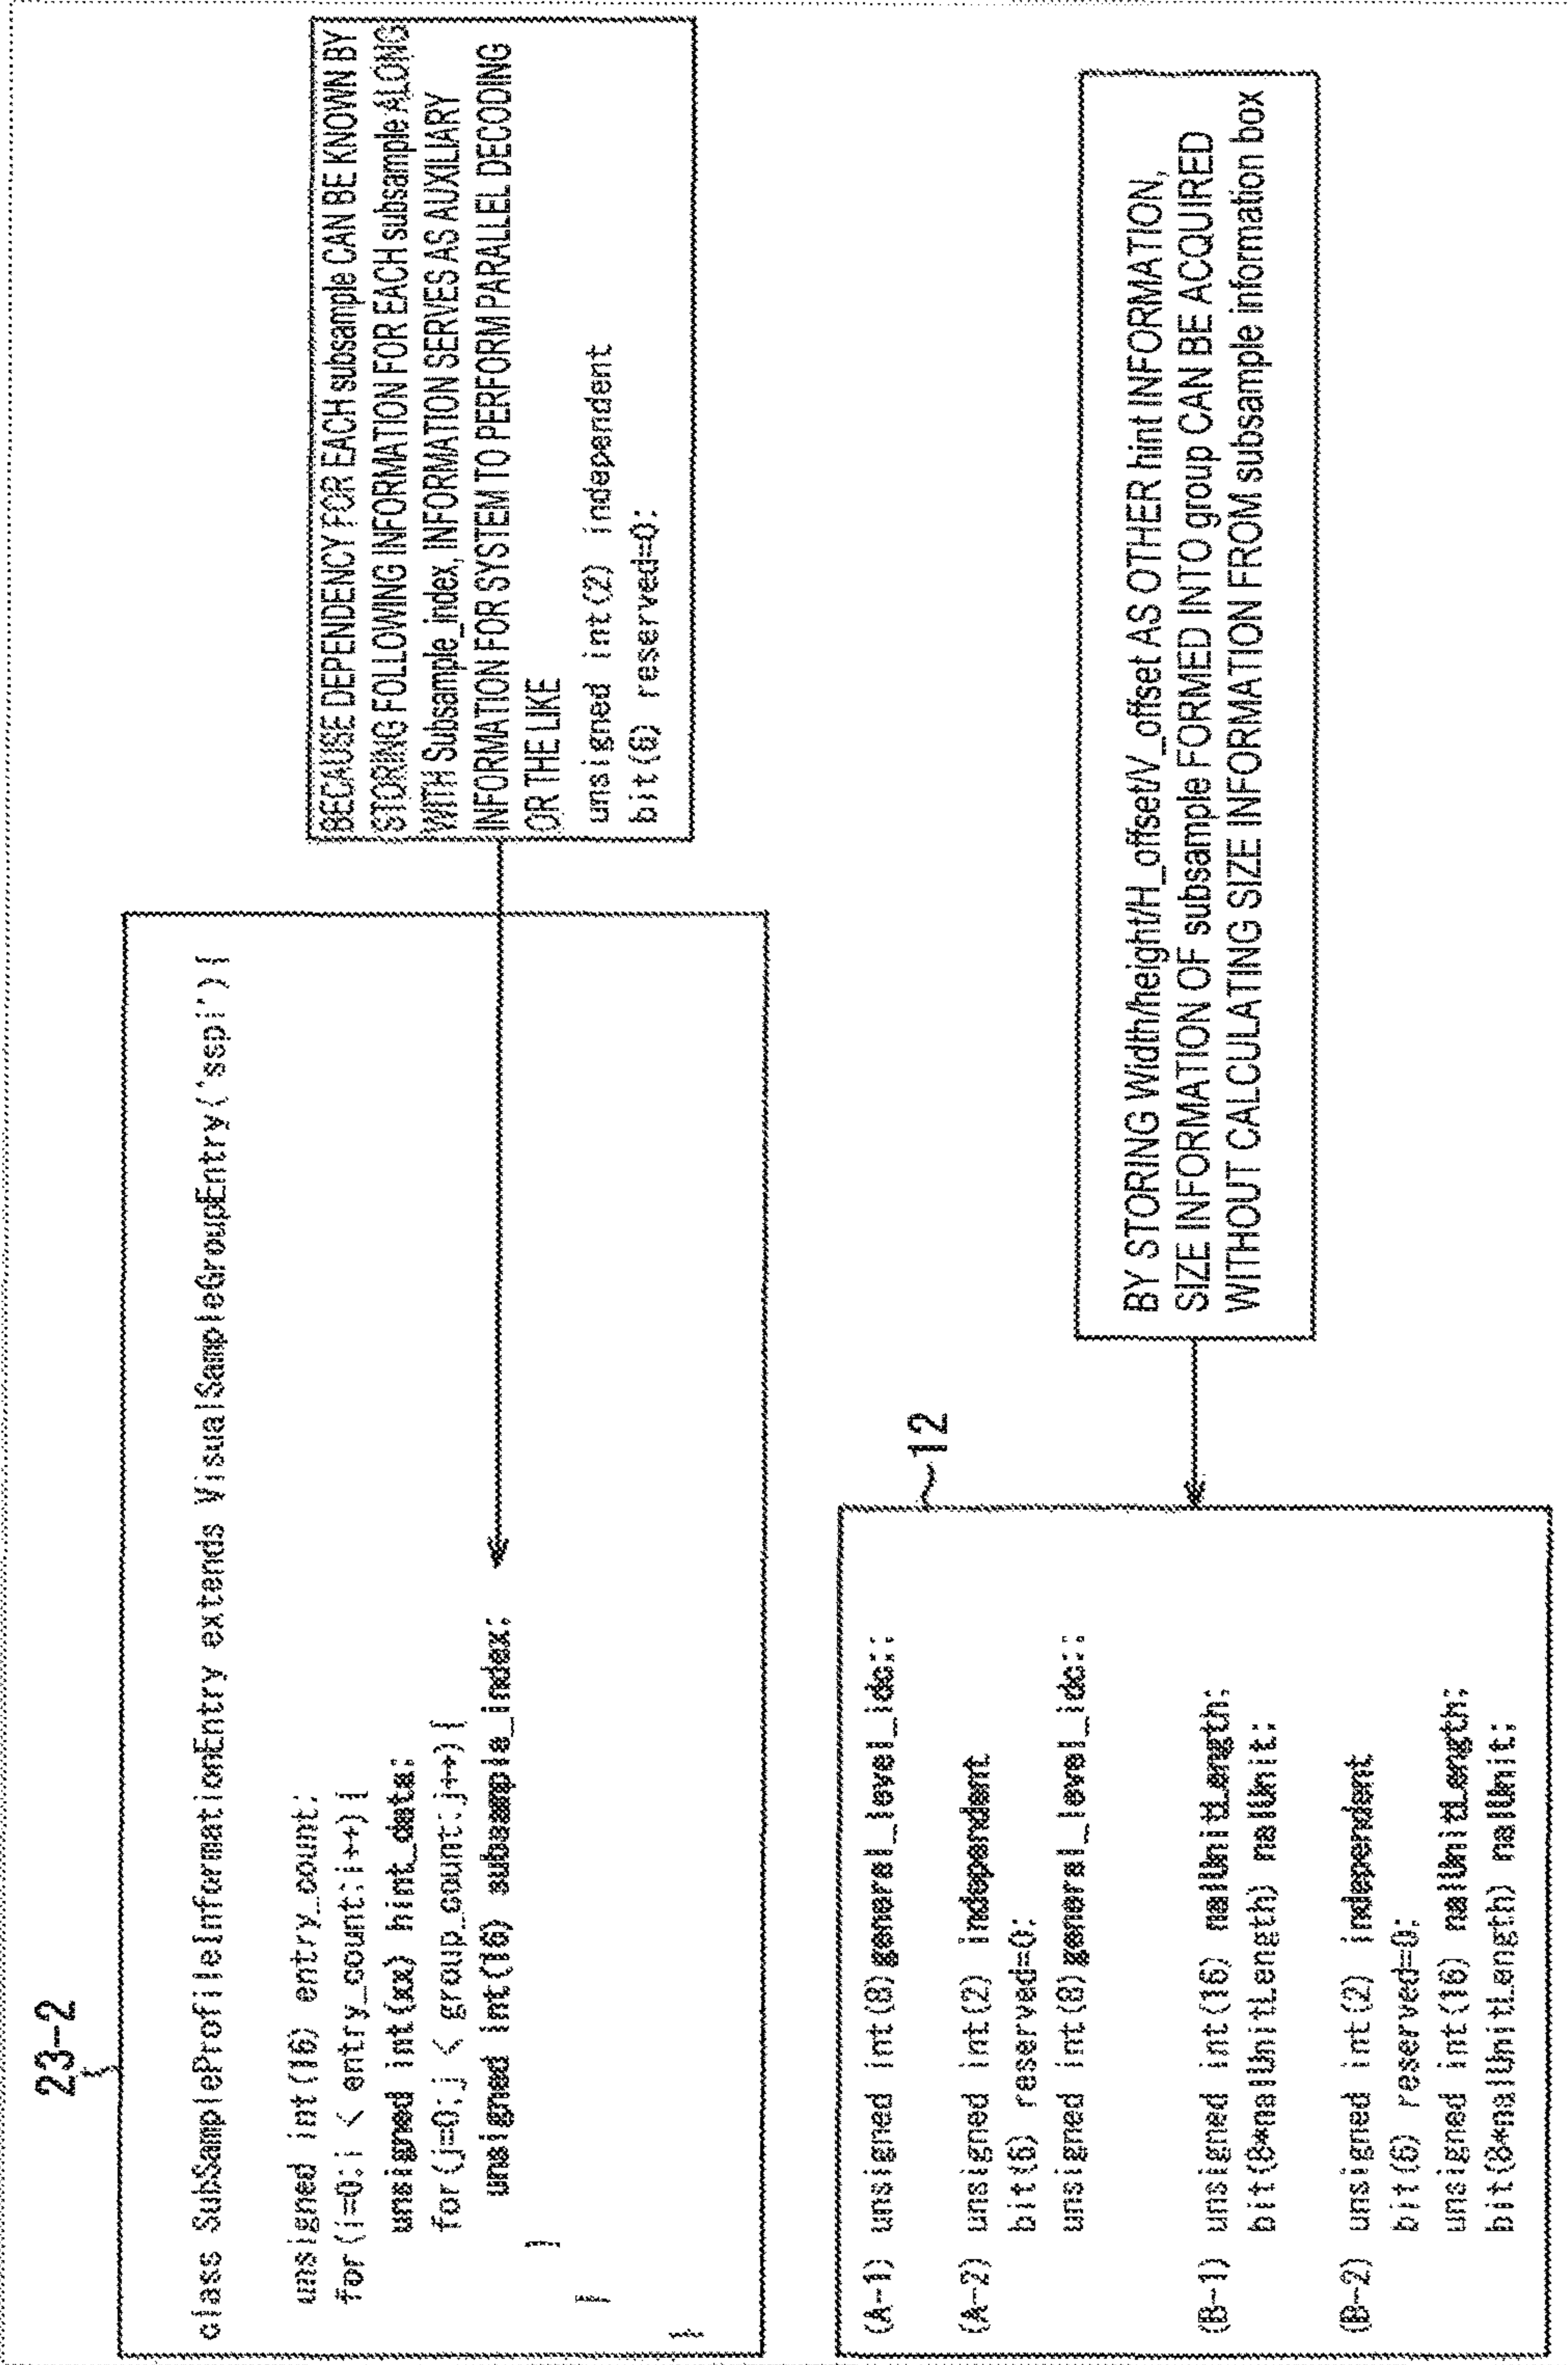 23-2
class SubSampleProfileInformationEntry extends VisualSampleGroupEntry('sspi'){
unsigned int(16) entry_count;
for(i=0;i < entry_count;i++){
unsigned int(xx) hint_data;
for(j=0;j < group_count;j++){
unsigned int(16) subsample_index;
}
}
}
BECAUSE DEPENDENCY FOR EACH subsample CAN BE KNOWN BY
STORING FOLLOWING INFORMATION FOR EACH subsample ALONG
WITH Subsample_index, INFORMATION SERVES AS AUXILIARY
INFORMATION FOR SYSTEM TO PERFORM PARALLEL DECODING
OR THE LIKE
unsigned int(2) independent
bit(6) reserved=0;
12
(A-1) unsigned int(8)general_level_idc;;
(A-2) unsigned int(2) independent
bit(6) reserved=0;
unsigned int(8)general_level_idc;;
(B-1) unsigned int(16) nalUnitLength;
bit(8*nalUnitLength) nalUnit;
(B-2) unsigned int(2) independent
bit(6) reserved=0;
unsigned int(16) nalUnitLength;
bit(8*nalUnitLength) nalUnit;
BY STORING Width/height/H_offset/V_offset AS OTHER hint INFORMATION,
SIZE INFORMATION OF subsample FORMED INTO group CAN BE ACQUIRED
WITHOUT CALCULATING SIZE INFORMATION FROM subsample information box